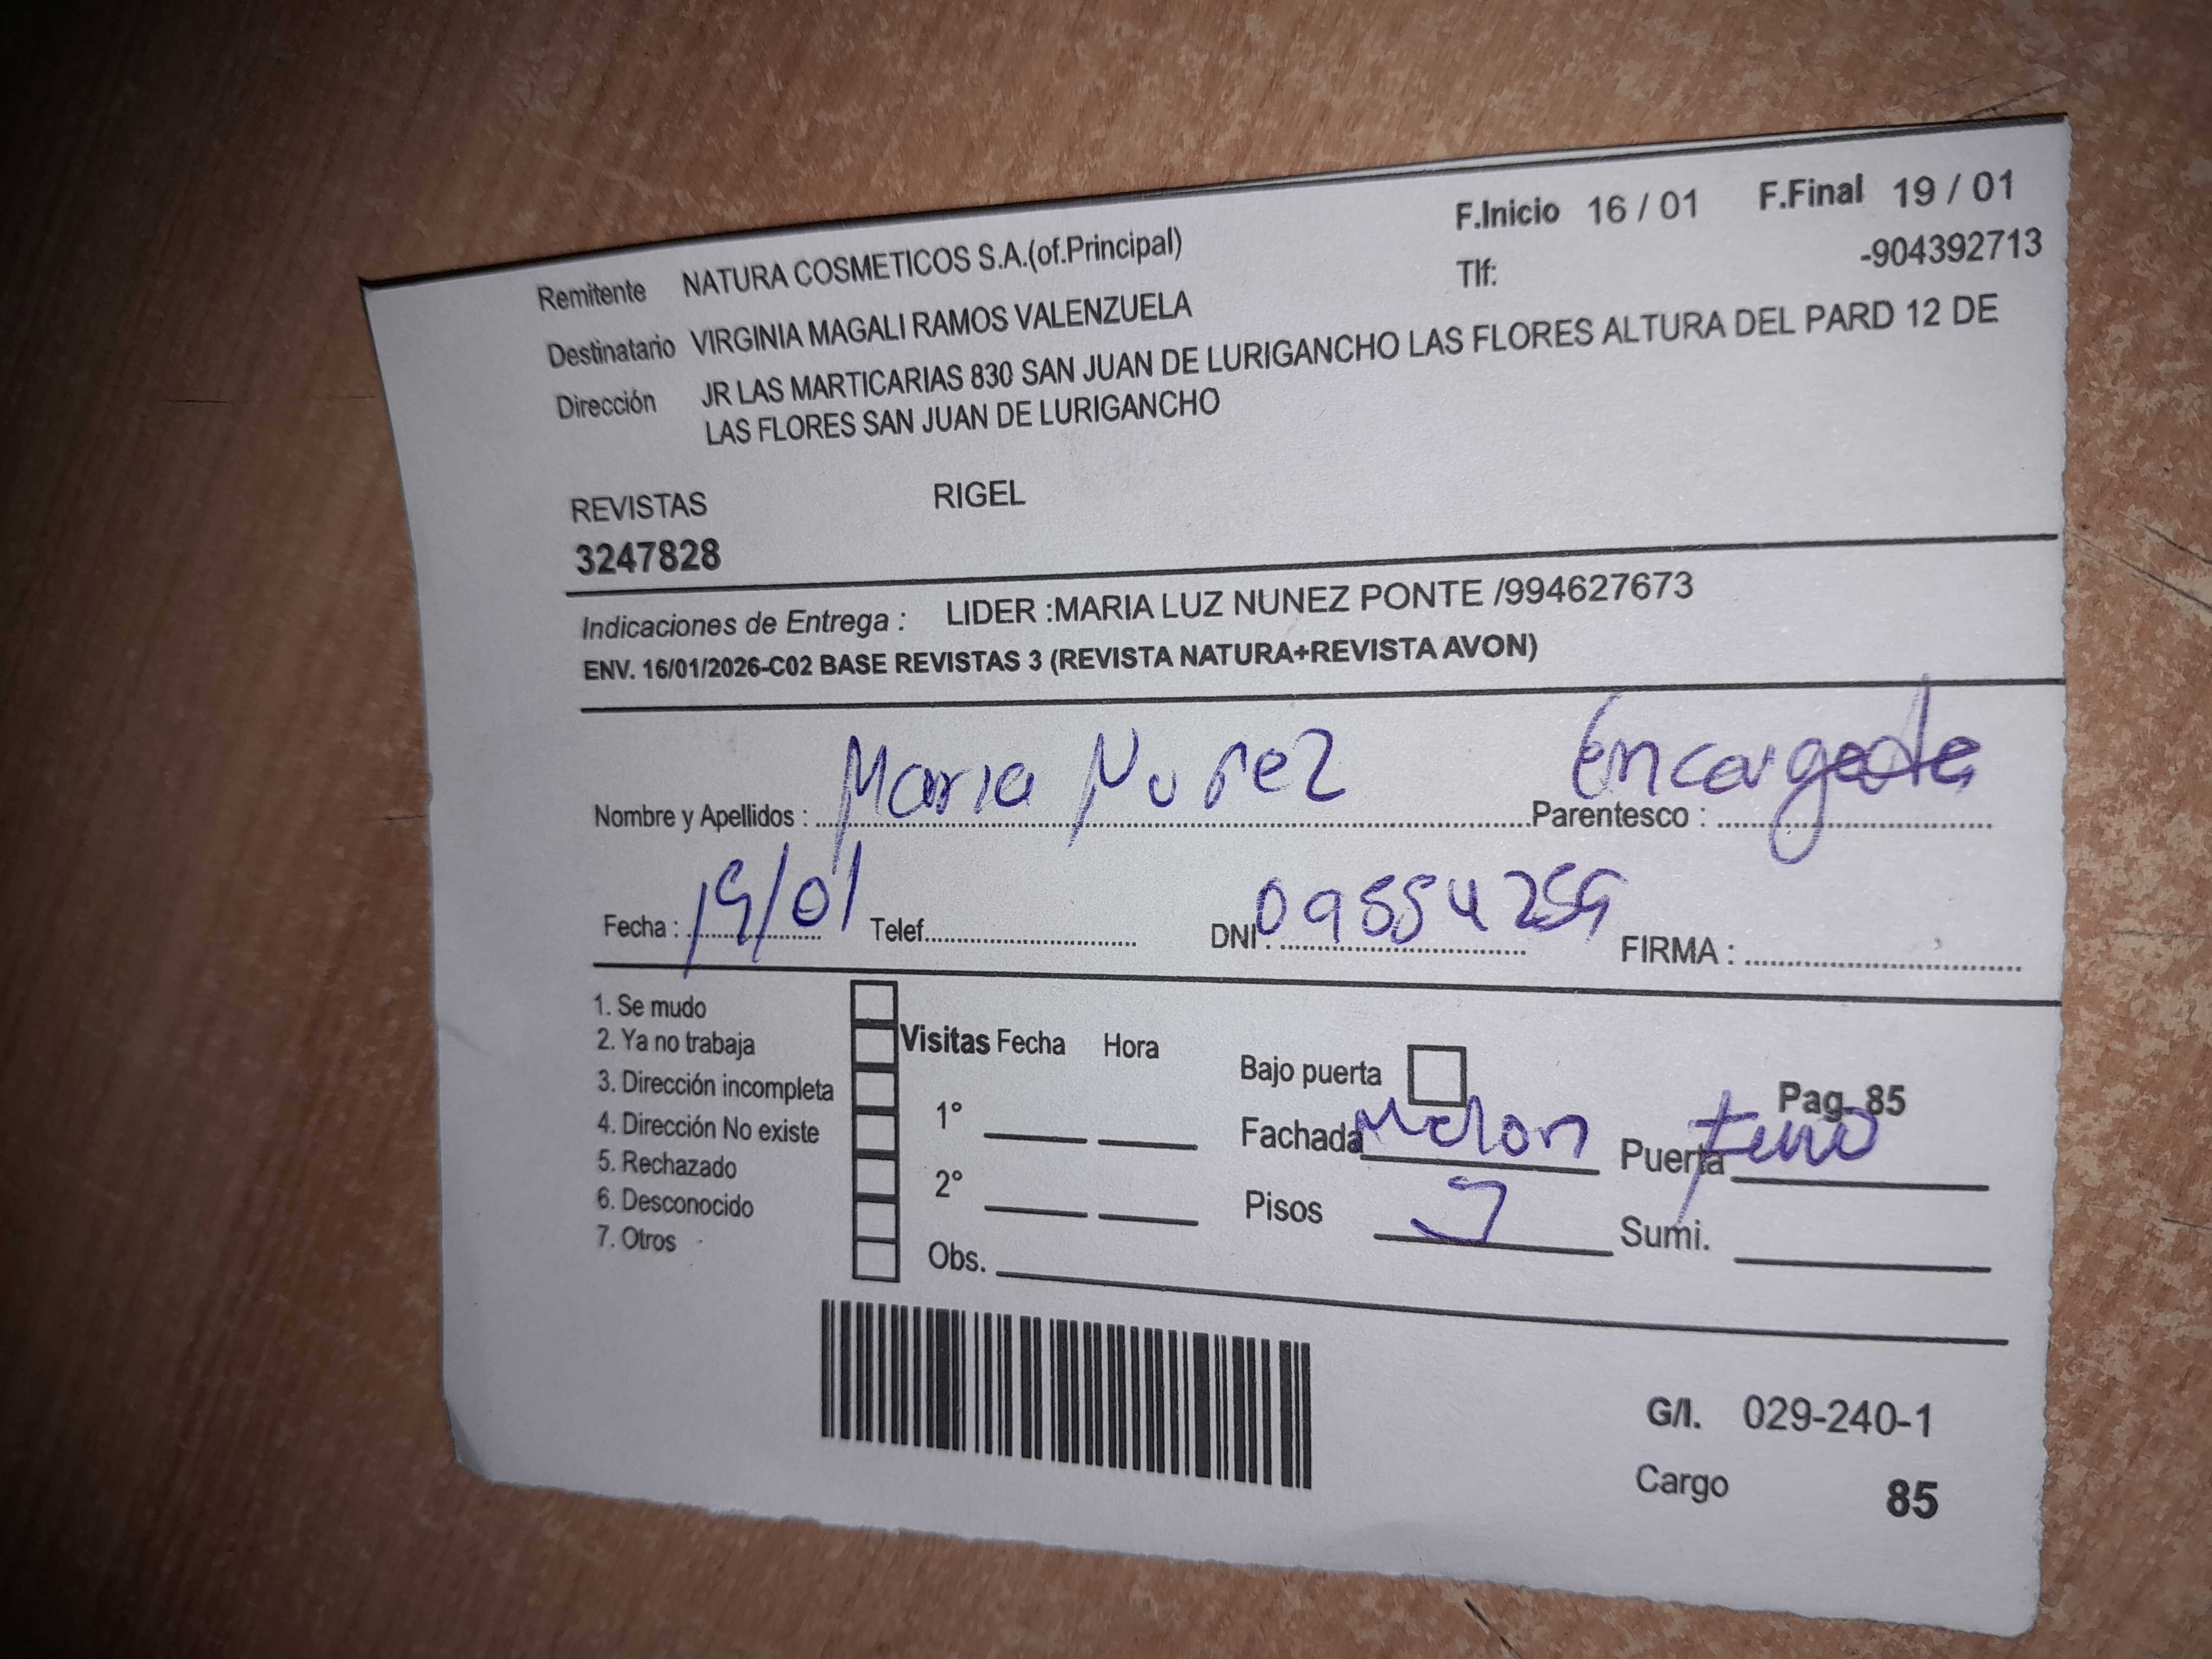 F.Inicio 16 / 01 F.Final 19 / 01
Remitente NATURA COSMETICOS S.A.(of.Principal) Tlf: -904392713
Destinatario VIRGINIA MAGALI RAMOS VALENZUELA
Dirección JR LAS MARTICARIAS 830 SAN JUAN DE LURIGANCHO LAS FLORES ALTURA DEL PARD 12 DE
LAS FLORES SAN JUAN DE LURIGANCHO
REVISTAS RIGEL
3247828
Indicaciones de Entrega : LIDER :MARIA LUZ NUNEZ PONTE /994627673
ENV. 16/01/2026-C02 BASE REVISTAS 3 (REVISTA NATURA+REVISTA AVON)
Nombre y Apellidos : Maria Nuñez Parentesco : Encargada
Fecha : 19/01 Telef. DNI : FIRMA :
1. Se mudo
2. Ya no trabaja
3. Dirección incompleta
4. Dirección No existe
5. Rechazado
6. Desconocido
7. Otros
Visitas Fecha Hora
1°
2°
Obs.
Bajo puerta Pag. 85
Fachada Melon Puerta
Pisos Sumi.
G/I. 029-240-1
Cargo 85